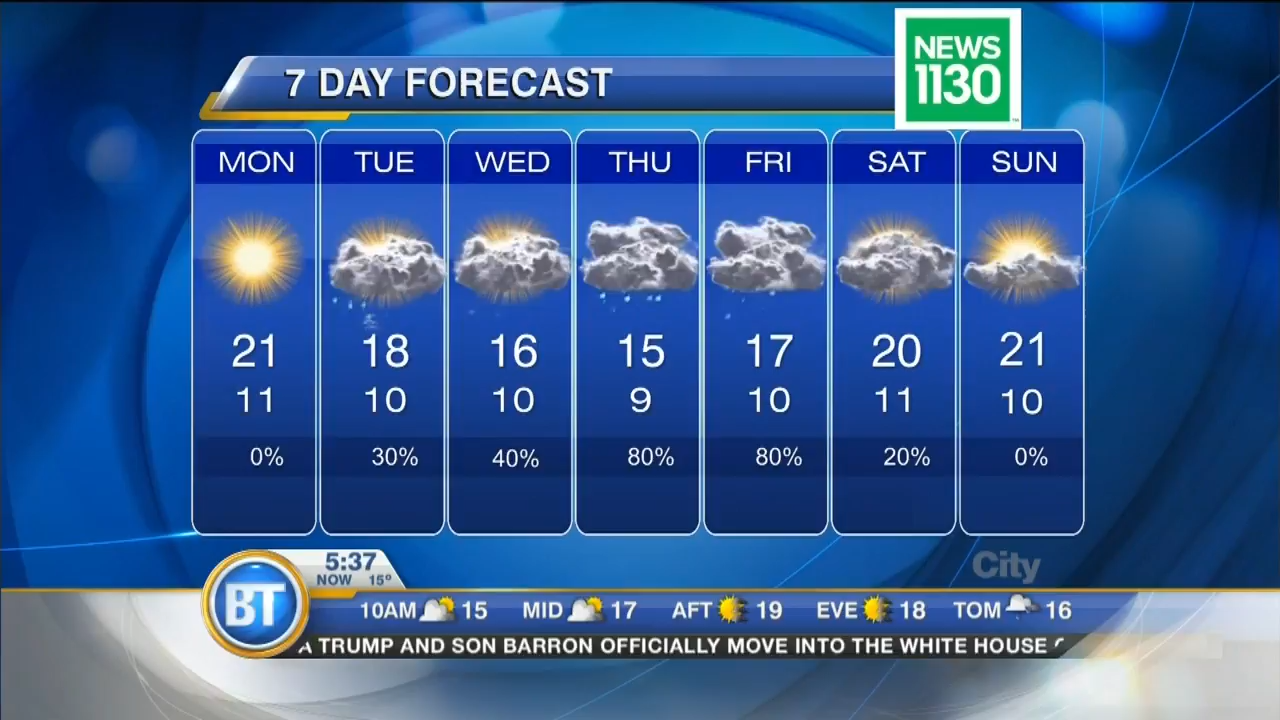 7 DAY FORECAST
NEWS
1130
MON TUE WED THU FRI SAT SUN
21 18 16 15 17 20 21
11 10 10 9 10 11 10
0% 30% 40% 80% 80% 20% 0%
City
5:37
NOW 15°
BT
10AM 15 MID 17 AFT 19 EVE 18 TOM 16
A TRUMP AND SON BARRON OFFICIALLY MOVE INTO THE WHITE HOUSE